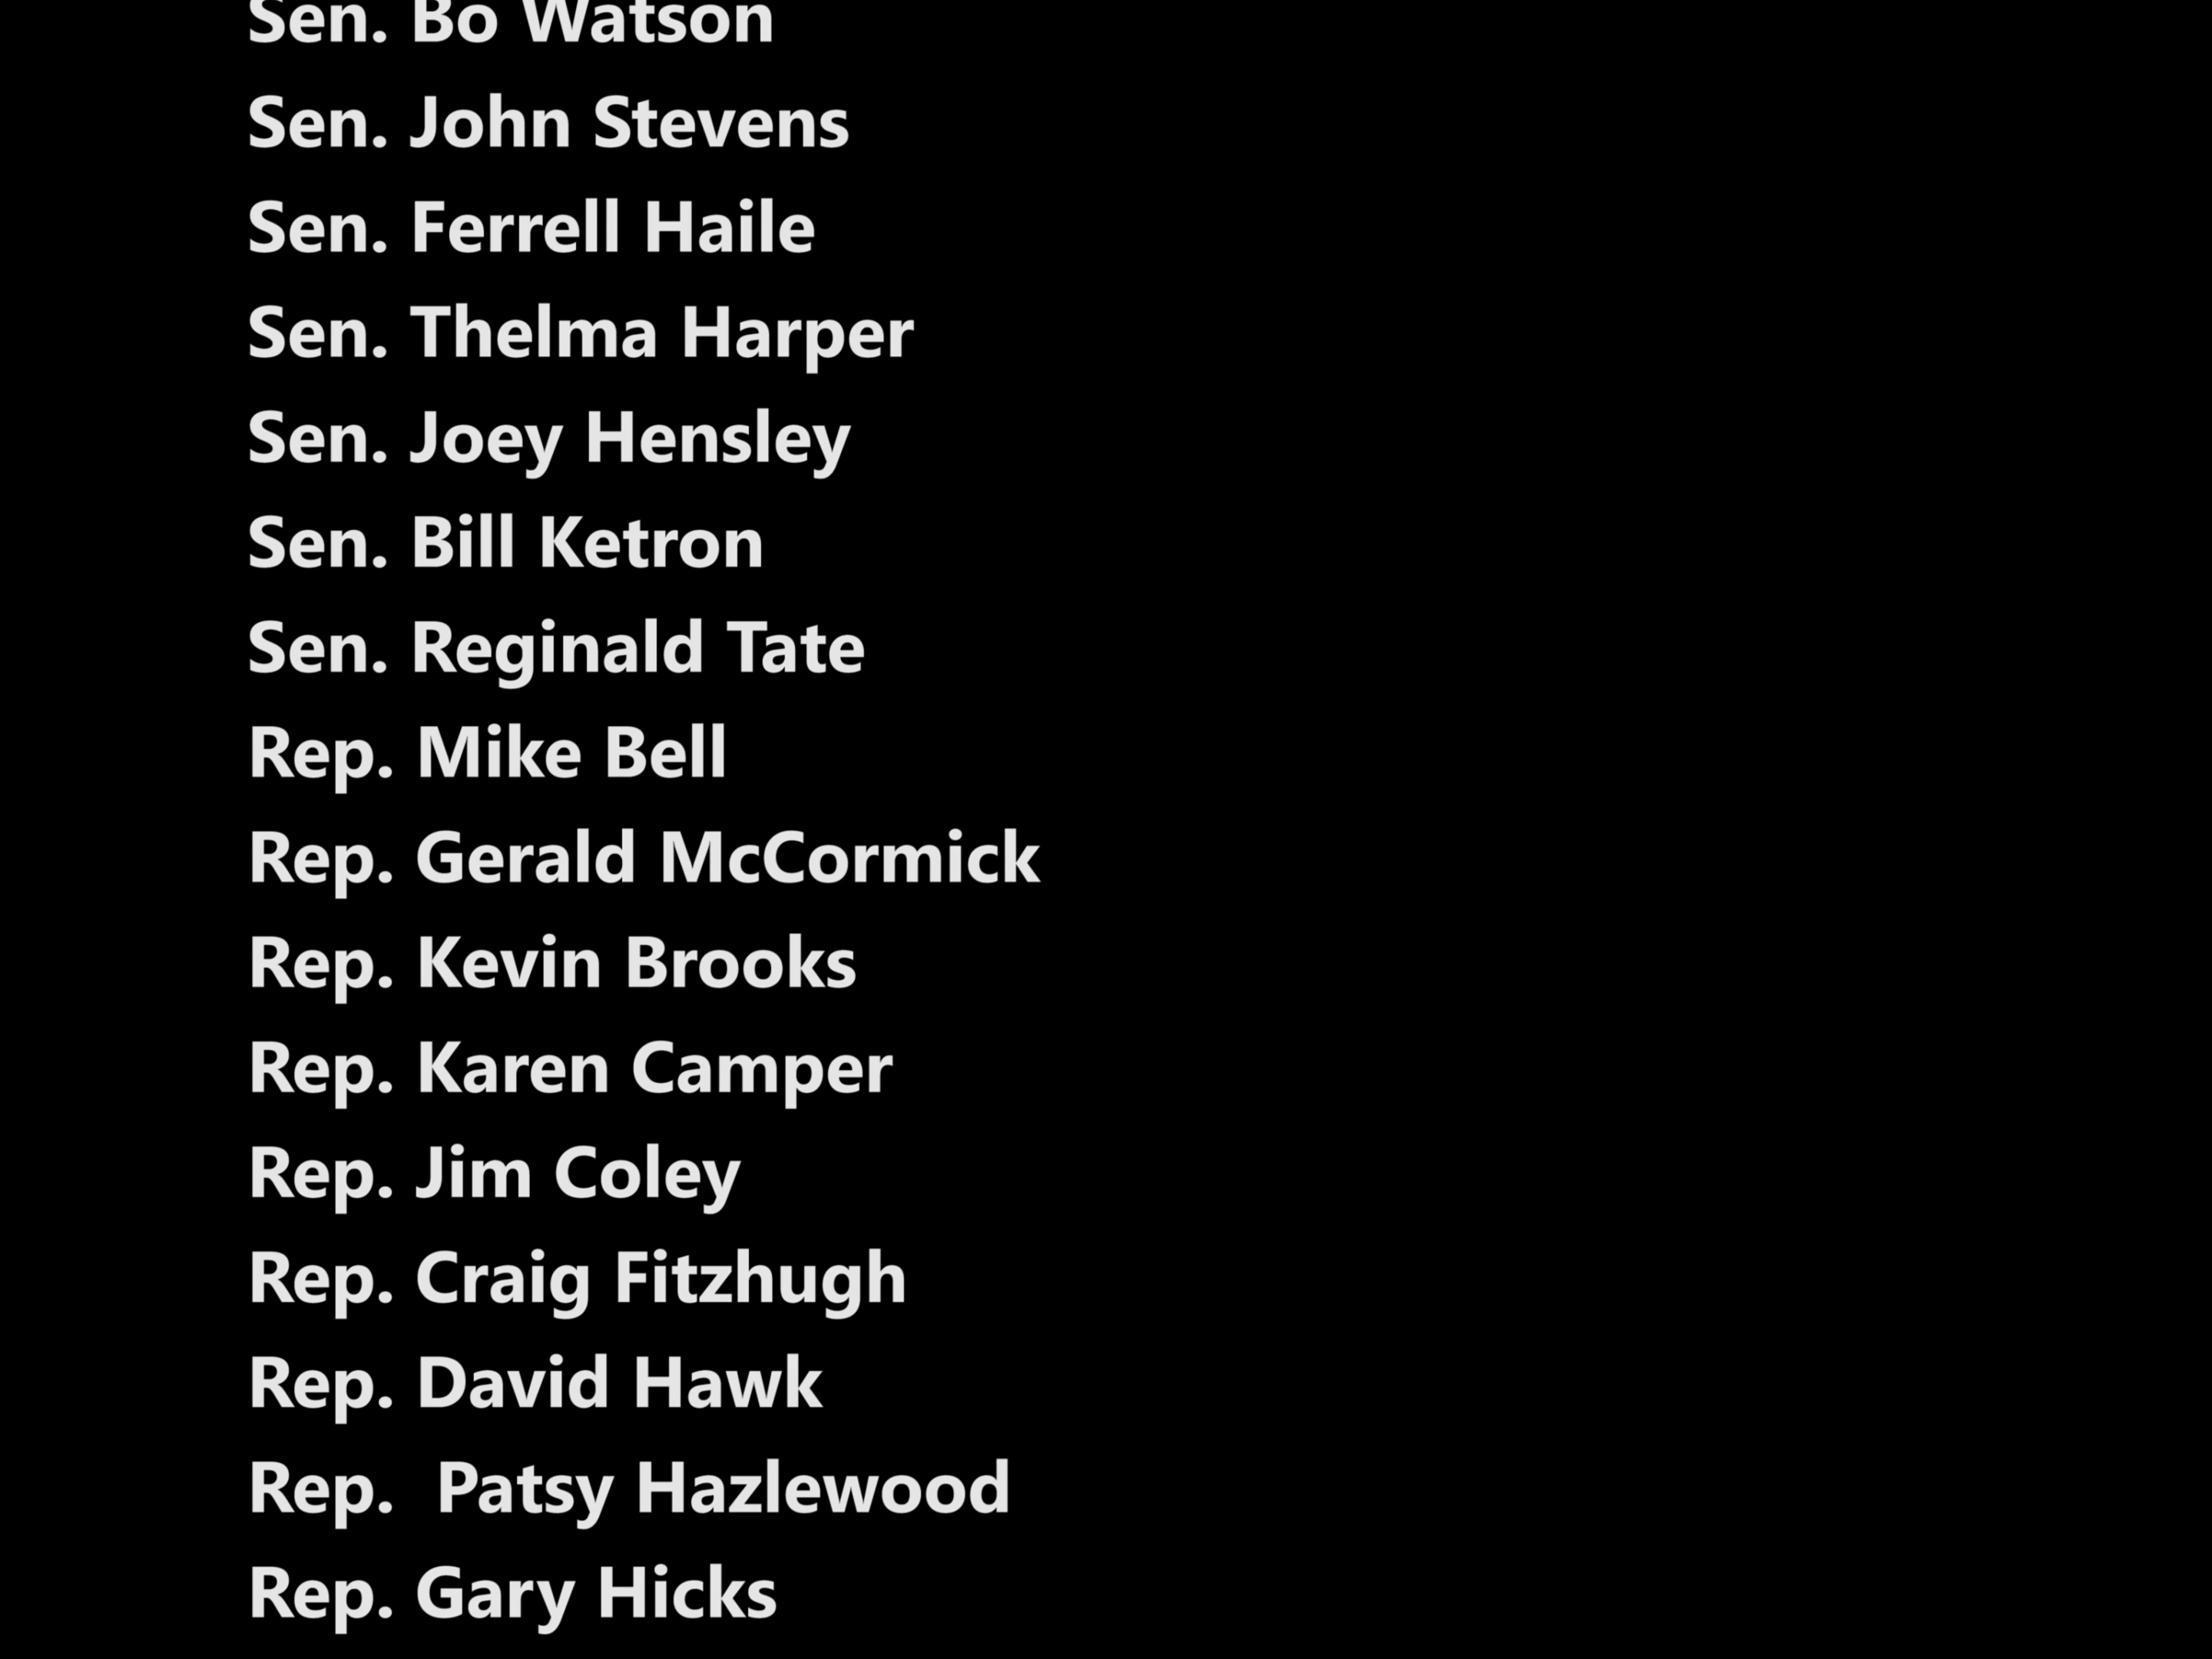 Sen. Bo Watson
Sen. John Stevens
Sen. Ferrell Haile
Sen. Thelma Harper
Sen. Joey Hensley
Sen. Bill Ketron
Sen. Reginald Tate
Rep. Mike Bell
Rep. Gerald McCormick
Rep. Kevin Brooks
Rep. Karen Camper
Rep. Jim Coley
Rep. Craig Fitzhugh
Rep. David Hawk
Rep.  Patsy Hazlewood
Rep. Gary Hicks